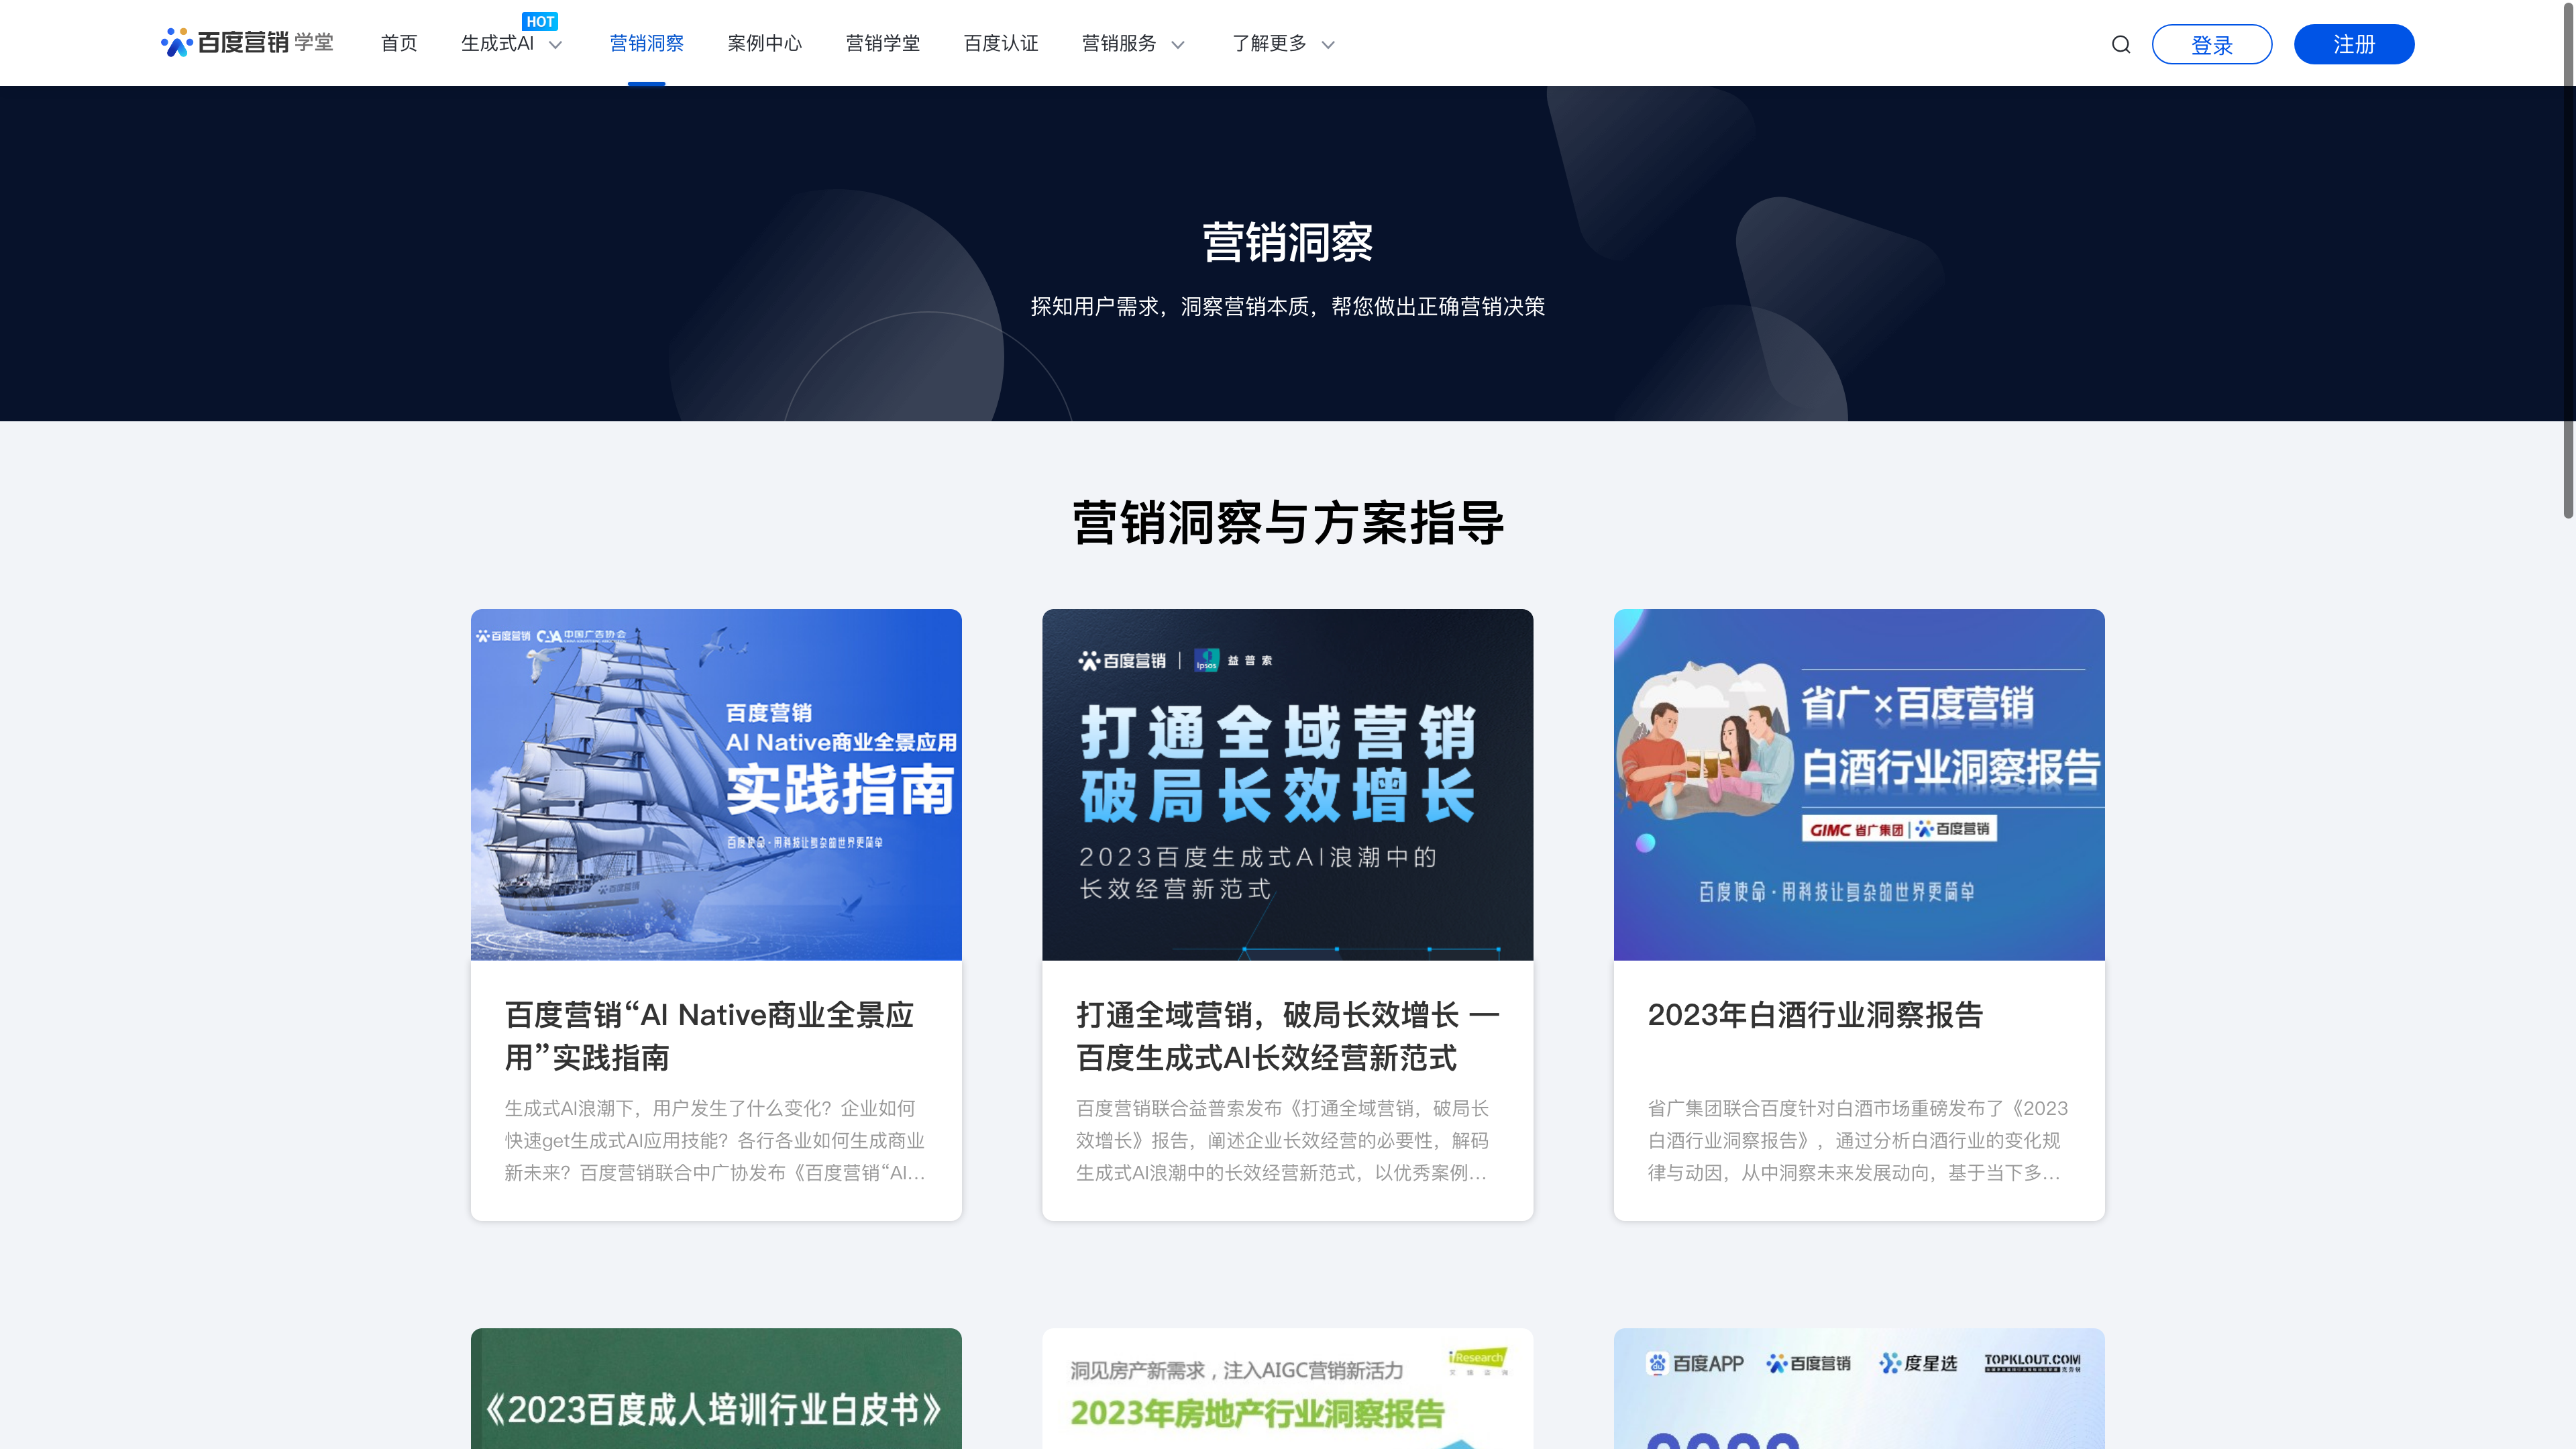 百度营销 学堂
首页
生成式AI
HOT
营销洞察
案例中心
营销学堂
百度认证
营销服务
了解更多
登录
注册
营销洞察
探知用户需求，洞察营销本质，帮您做出正确营销决策
营销洞察与方案指导
百度营销 CAA 中国广告协会
百度营销
AI Native商业全景应用
实践指南
百度使命·用科技让复杂的世界更简单
百度营销
百度营销“AI Native商业全景应
用”实践指南
生成式AI浪潮下，用户发生了什么变化？企业如何
快速get生成式AI应用技能？各行各业如何生成商业
新未来？百度营销联合中广协发布《百度营销“AI...
百度营销 | Ipsos 益普索
打通全域营销
破局长效增长
2023百度生成式AI浪潮中的
长效经营新范式
打通全域营销，破局长效增长 —
百度生成式AI长效经营新范式
百度营销联合益普索发布《打通全域营销，破局长
效增长》报告，阐述企业长效经营的必要性，解码
生成式AI浪潮中的长效经营新范式，以优秀案例...
省广×百度营销
白酒行业洞察报告
GIMC 省广集团 | 百度营销
百度使命·用科技让复杂的世界更简单
2023年白酒行业洞察报告
省广集团联合百度针对白酒市场重磅发布了《2023
白酒行业洞察报告》，通过分析白酒行业的变化规
律与动因，从中洞察未来发展动向，基于当下多...
《2023百度成人培训行业白皮书》
洞见房产新需求，注入AIGC营销新活力
iResearch
艾瑞咨询
2023年房地产行业洞察报告
百度APP 百度营销 度星选 TOPKLOUT.COM